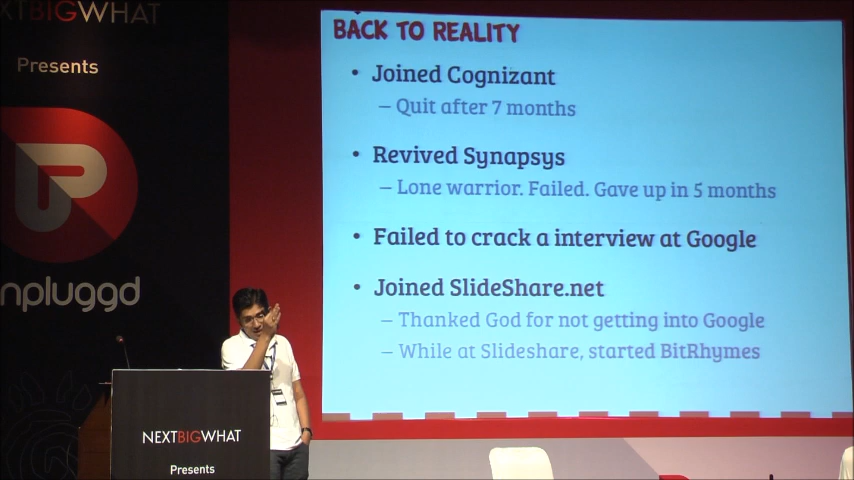 XTBIGWHAT
Presents
npluggd
NEXTBIGWHAT
Presents
BACK TO REALITY
• Joined Cognizant
– Quit after 7 months
• Revived Synapsys
– Lone warrior. Failed. Gave up in 5 months
• Failed to crack a interview at Google
• Joined SlideShare.net
– Thanked God for not getting into Google
– While at Slideshare, started BitRhymes